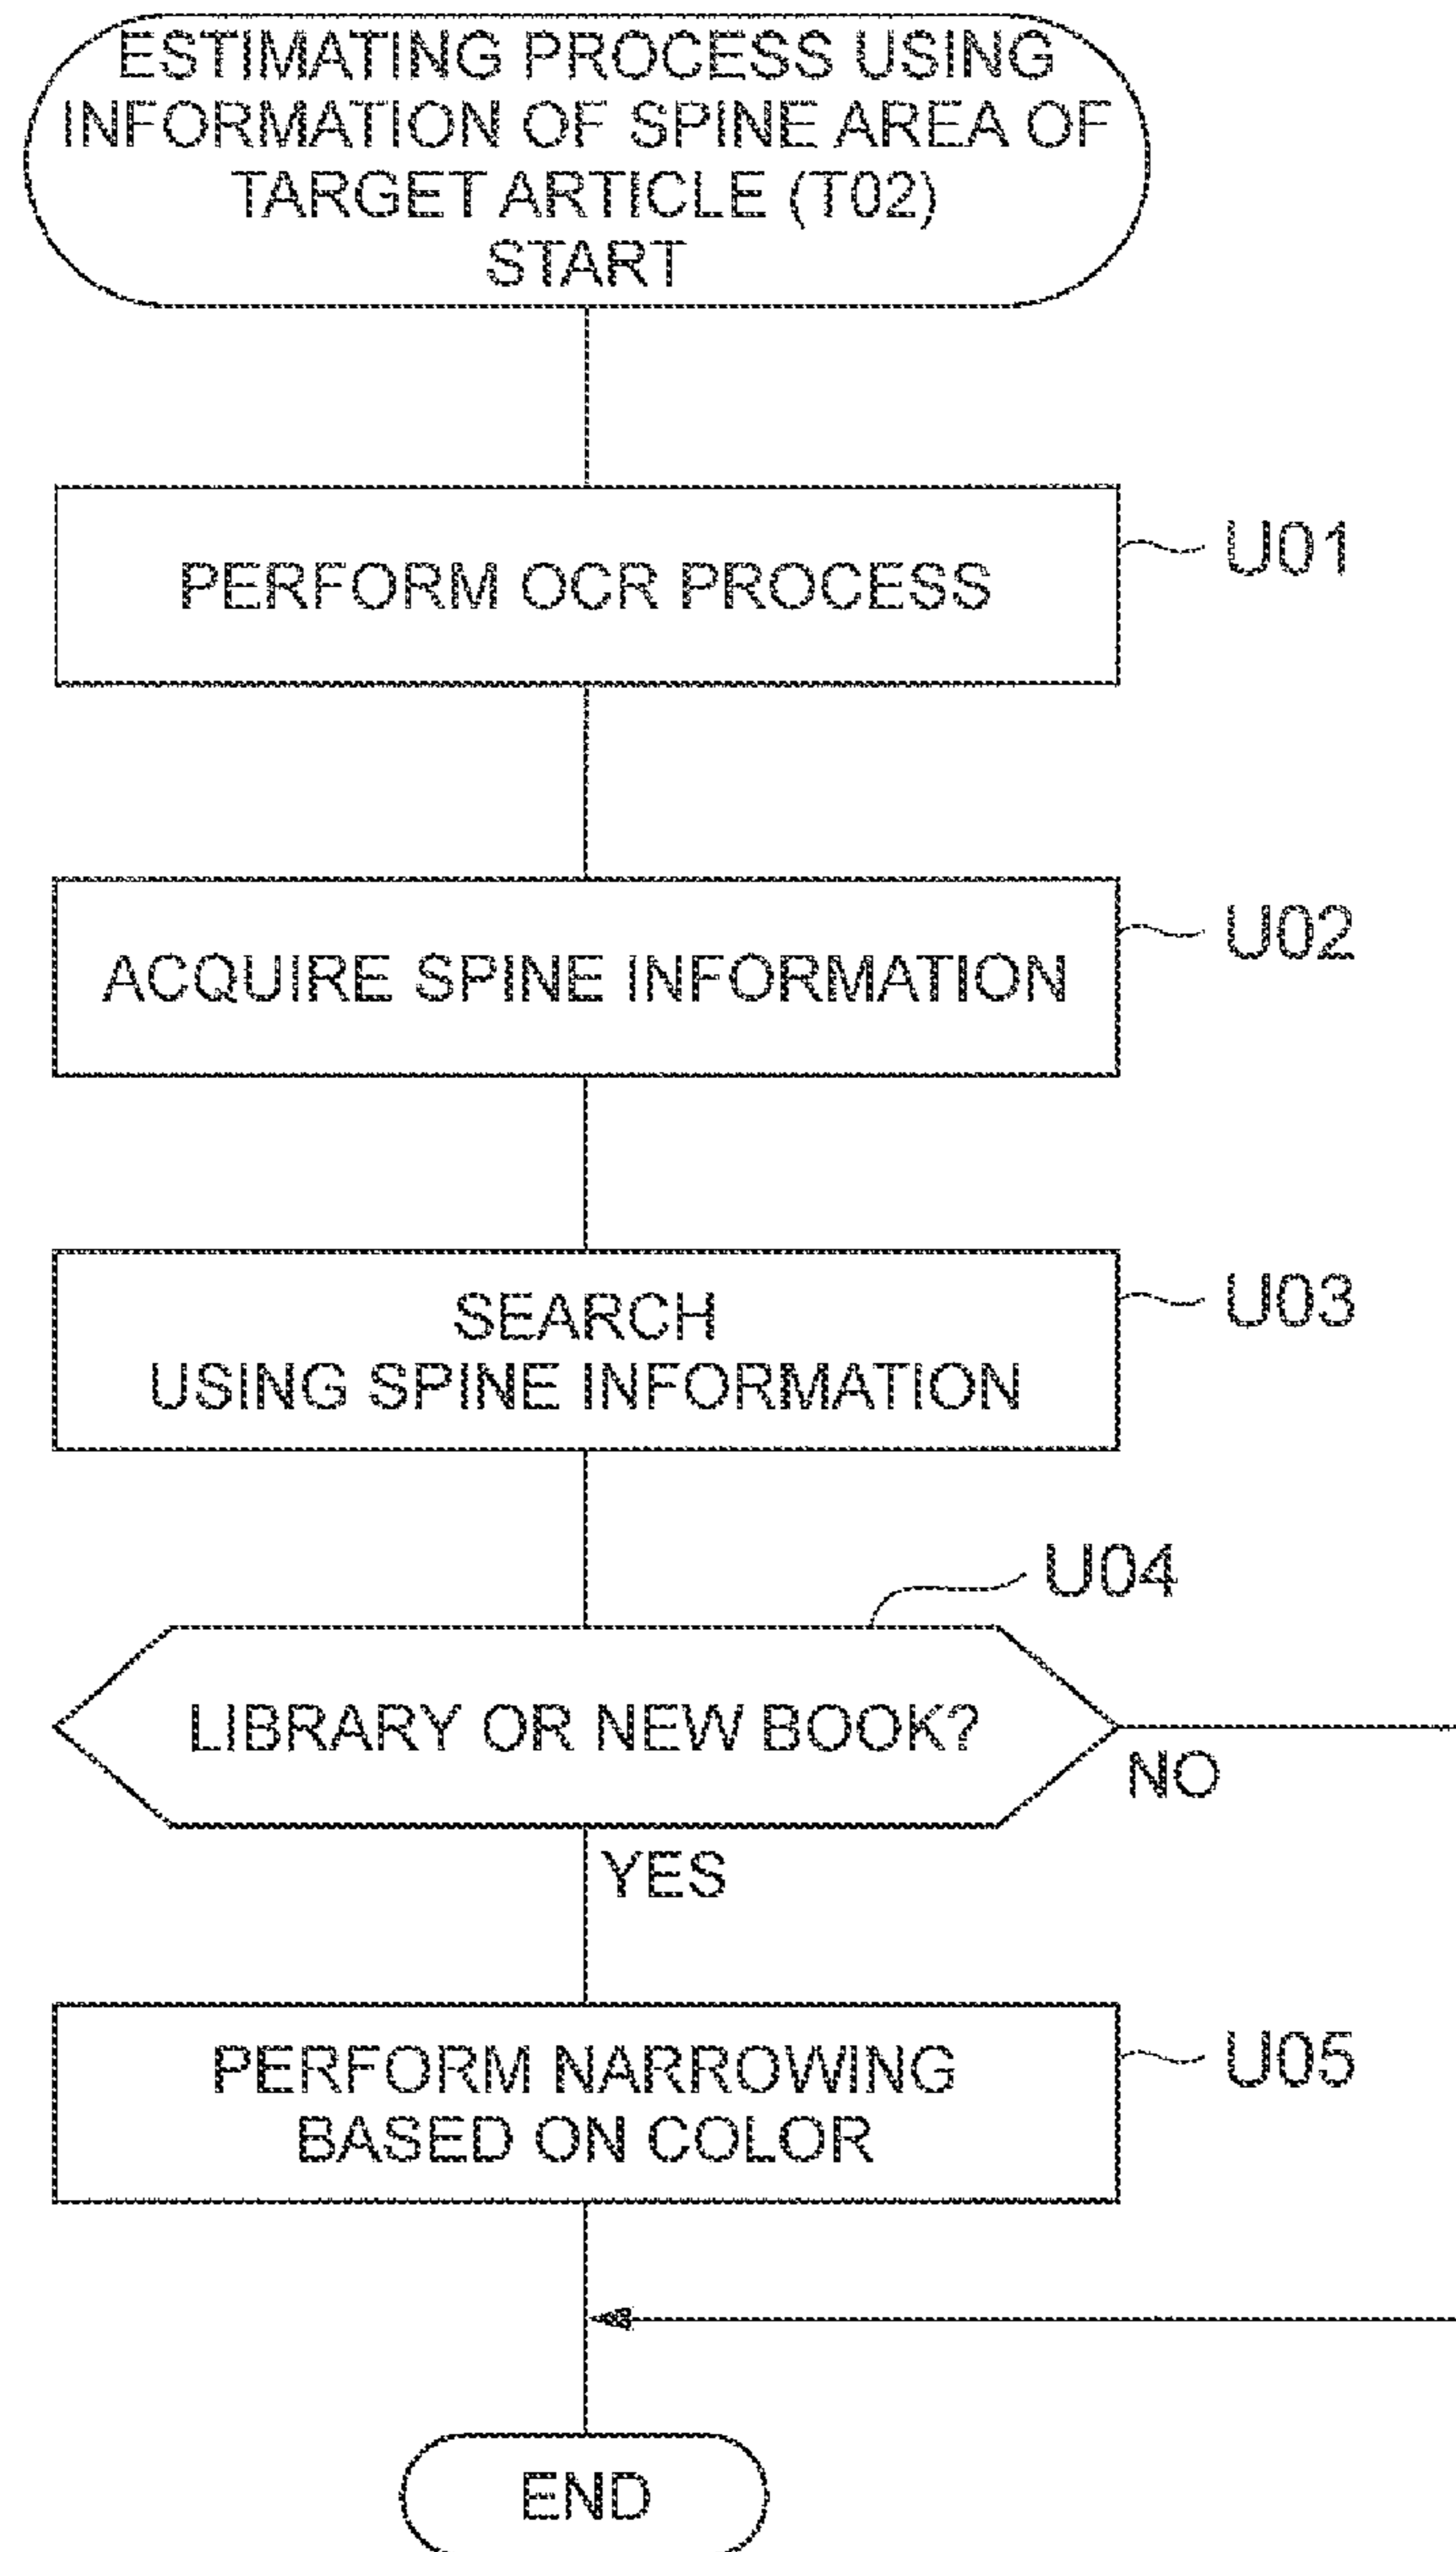 ESTIMATING PROCESS USING
INFORMATION OF SPINE AREA OF
TARGET ARTICLE (T02)
START
PERFORM OCR PROCESS
U01
ACQUIRE SPINE INFORMATION
U02
SEARCH
USING SPINE INFORMATION
U03
U04
LIBRARY OR NEW BOOK?
NO
YES
PERFORM NARROWING
BASED ON COLOR
U05
END